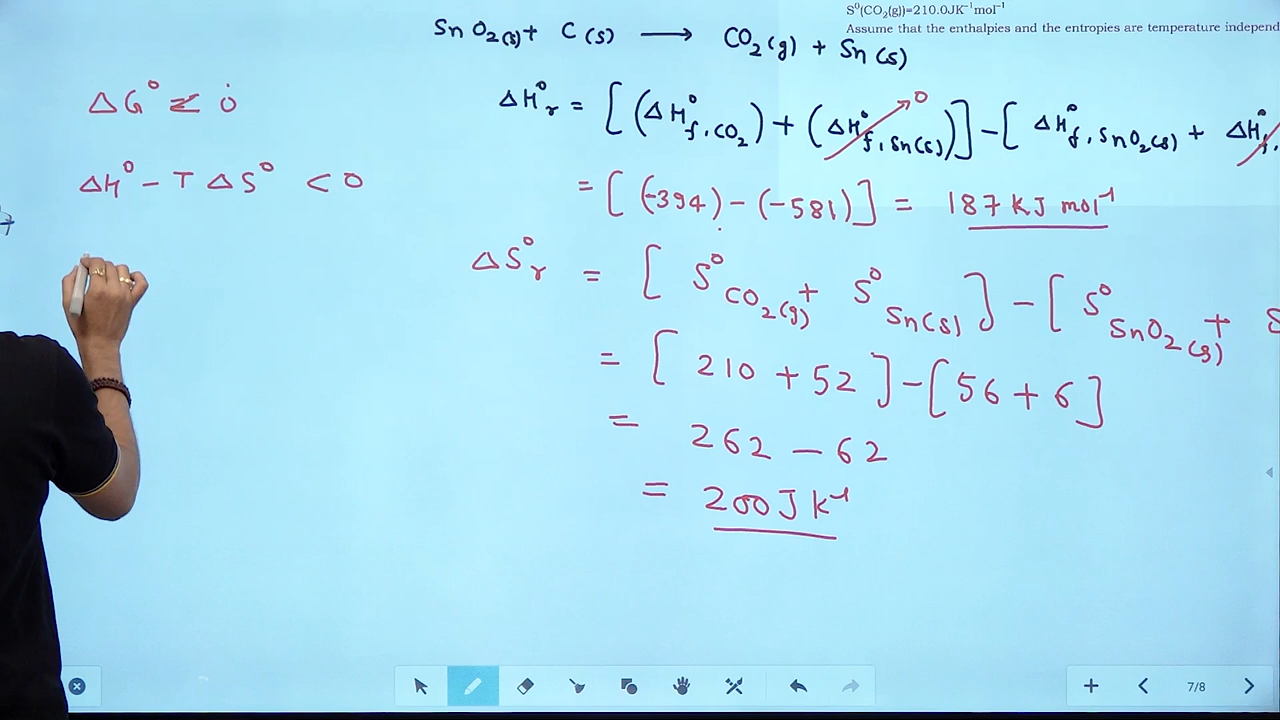 S⁰(CO₂(g))=210.0JK⁻¹mol⁻¹
Assume that the enthalpies and the entropies are temperature independ
SnO₂(s) + C(s) ⟶ CO₂(g) + Sn(s)
ΔG° < 0
ΔH° − TΔS° < 0
ΔH°r = [(ΔH°f,CO₂) + (ΔH°f,Sn(s))] − [ΔH°f,SnO₂(s) + ΔH°f,
0
= [(−394) − (−581)] = 187 KJ mol⁻¹
ΔS°r = [S°CO₂(g) + S°Sn(s)] − [S°SnO₂(s) + S
= [210 + 52] − [56 + 6]
= 262 − 62
= 200 J K⁻¹
7/8